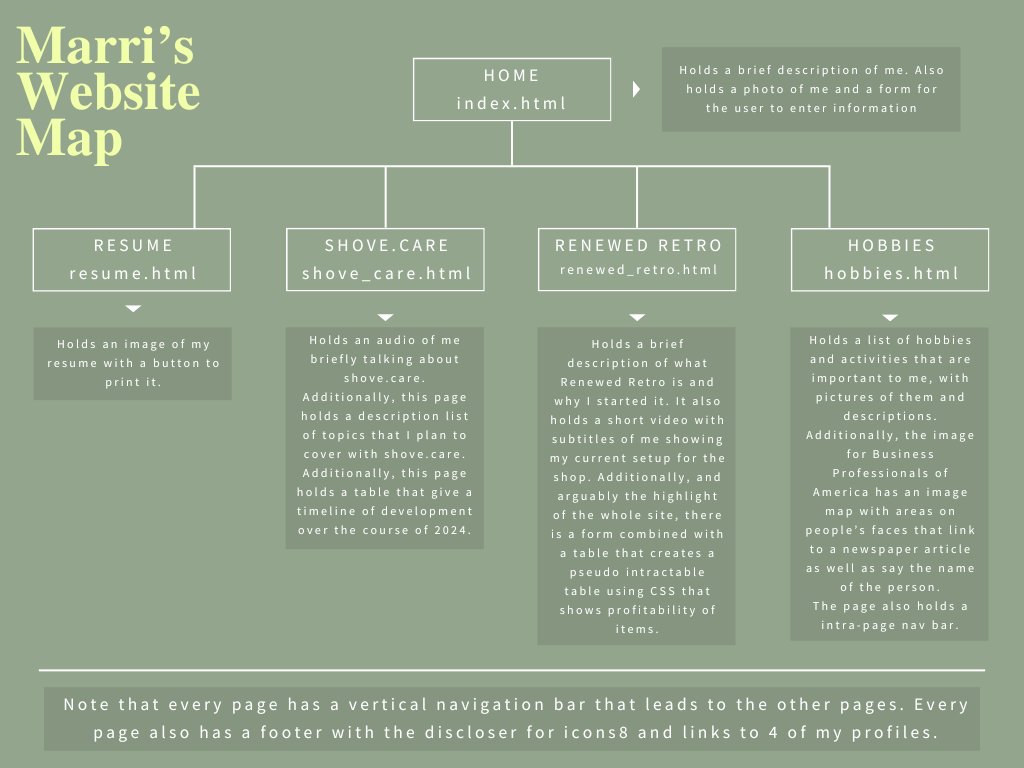 Marri's
Website
Map
HOME
index.html
Holds a brief description of me. Also
holds a photo of me and a form for
the user to enter information
RESUME
resume.html
Holds an image of my
resume with a button to
print it.
SHOVE.CARE
shove_care.html
Holds an audio of me
briefly talking about
shove.care.
Additionally, this page
holds a description list
of topics that I plan to
cover with shove.care.
Additionally, this page
holds a table that give a
timeline of development
over the course of 2024.
RENEWED RETRO
renewed_retro.html
Holds a brief
description of what
Renewed Retro is and
why I started it. It also
holds a short video with
subtitles of me showing
my current setup for the
shop. Additionally, and
arguably the highlight
of the whole site, there
is a form combined with
a table that creates a
pseudo intractable
table using CSS that
shows profitability of
items.
HOBBIES
hobbies.html
Holds a list of hobbies
and activities that are
important to me, with
pictures of them and
descriptions.
Additionally, the image
for Business
Professionals of
America has an image
map with areas on
people's faces that link
to a newspaper article
as well as say the name
of the person.
The page also holds a
intra-page nav bar.
Note that every page has a vertical navigation bar that leads to the other pages. Every
page also has a footer with the discloser for icons8 and links to 4 of my profiles.